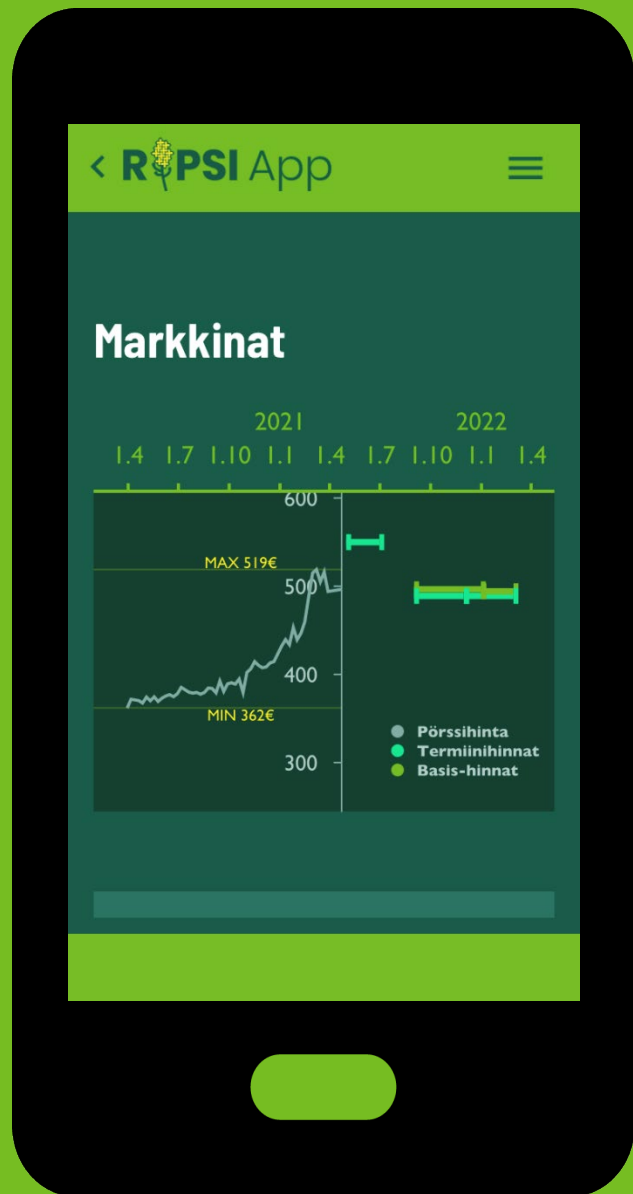 < RYPSI App
Markkinat
2021 2022
1.4 1.7 1.10 1.1 1.4 1.7 1.10 1.1 1.4
600
MAX 519€
500
400
MIN 362€
300
Pörssihinta
Termiinihinnat
Basis-hinnat